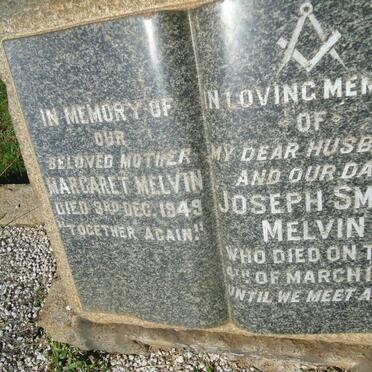 IN MEMORY OF
OUR
BELOVED MOTHER
MARGARET MELVIN
DIED 3RD DEC. 1949
"TOGETHER AGAIN."
IN LOVING MEM
OF
MY DEAR HUSB
AND OUR DA
JOSEPH SM
MELVIN
WHO DIED ON T
4TH OF MARCH
UNTIL WE MEET A